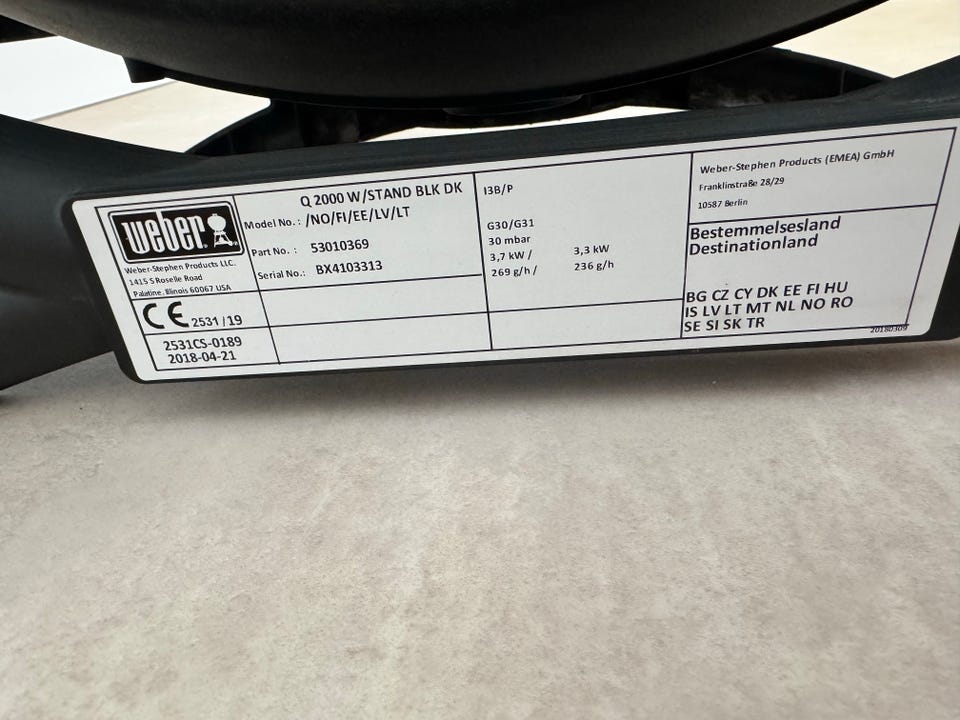 weber
Weber-Stephen Products LLC.
1415 S Roselle Road
Palatine, Illinois 60067 USA
CE 2531 / 19
2531CS-0189
2018-04-21
Q 2000 W/STAND BLK DK
Model No.: /NO/FI/EE/LV/LT
Part No. : 53010369
Serial No.: BX4103313
I3B/P
G30/G31
30 mbar
3,7 kW / 3,3 kW
269 g/h / 236 g/h
Weber-Stephen Products (EMEA) GmbH
Franklinstraße 28/29
10587 Berlin
Bestemmelsesland
Destinationland
BG CZ CY DK EE FI HU
IS LV LT MT NL NO RO
SE SI SK TR
20180309